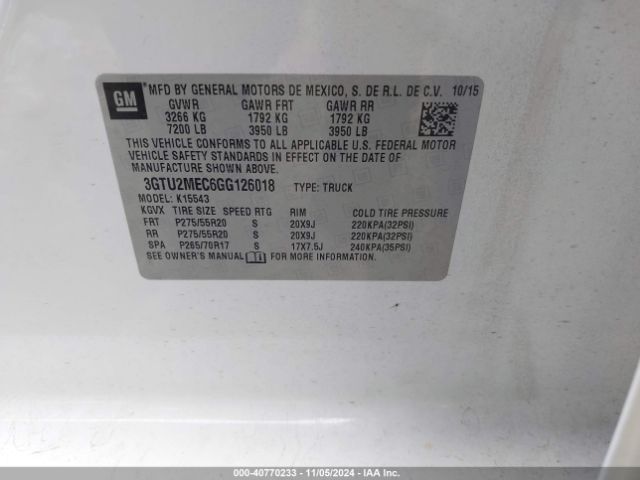 GM
MFD BY GENERAL MOTORS DE MEXICO, S. DE R.L. DE C.V. 10/15
GVWR GAWR FRT GAWR RR
3266 KG 1792 KG 1792 KG
7200 LB 3950 LB 3950 LB
THIS VEHICLE CONFORMS TO ALL APPLICABLE U.S. FEDERAL MOTOR
VEHICLE SAFETY STANDARDS IN EFFECT ON THE DATE OF
MANUFACTURE SHOWN ABOVE.
3GTU2MEC6GG126018 TYPE: TRUCK
MODEL: K15543
KGVX TIRE SIZE SPEED RTG RIM COLD TIRE PRESSURE
FRT P275/55R20 S 20X9J 220KPA(32PSI)
RR P275/55R20 S 20X9J 220KPA(32PSI)
SPA P265/70R17 S 17X7.5J 240KPA(35PSI)
SEE OWNER'S MANUAL FOR MORE INFORMATION.
000-40770233 - 11/05/2024 - IAA Inc.